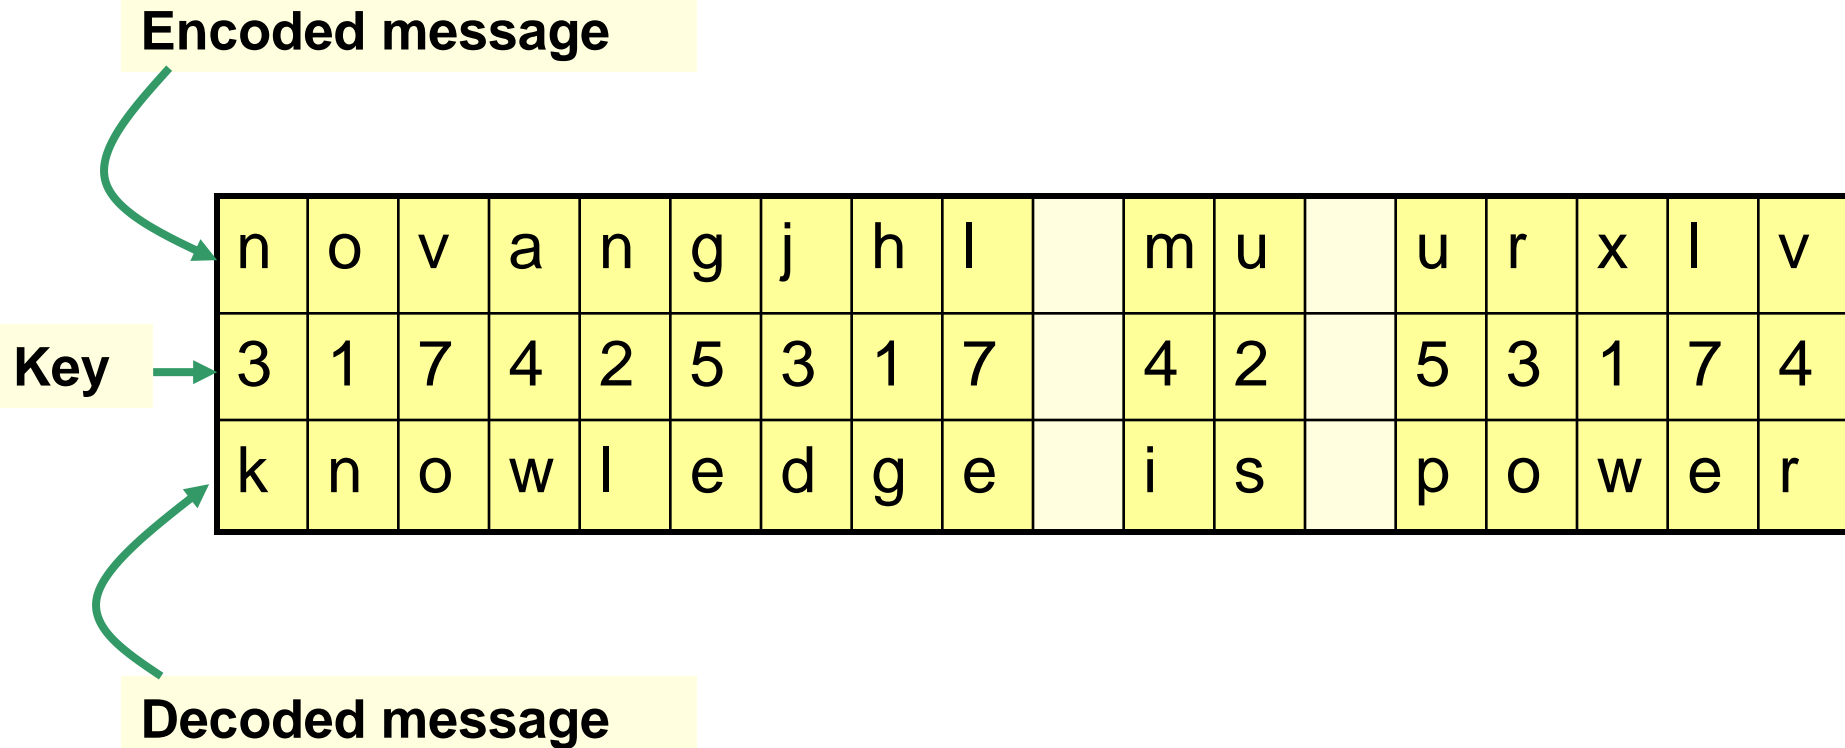 Encoded message
n o v a n g j h l m u u r x l v
Key
3 1 7 4 2 5 3 1 7 4 2 5 3 1 7 4
k n o w l e d g e i s p o w e r
Decoded message